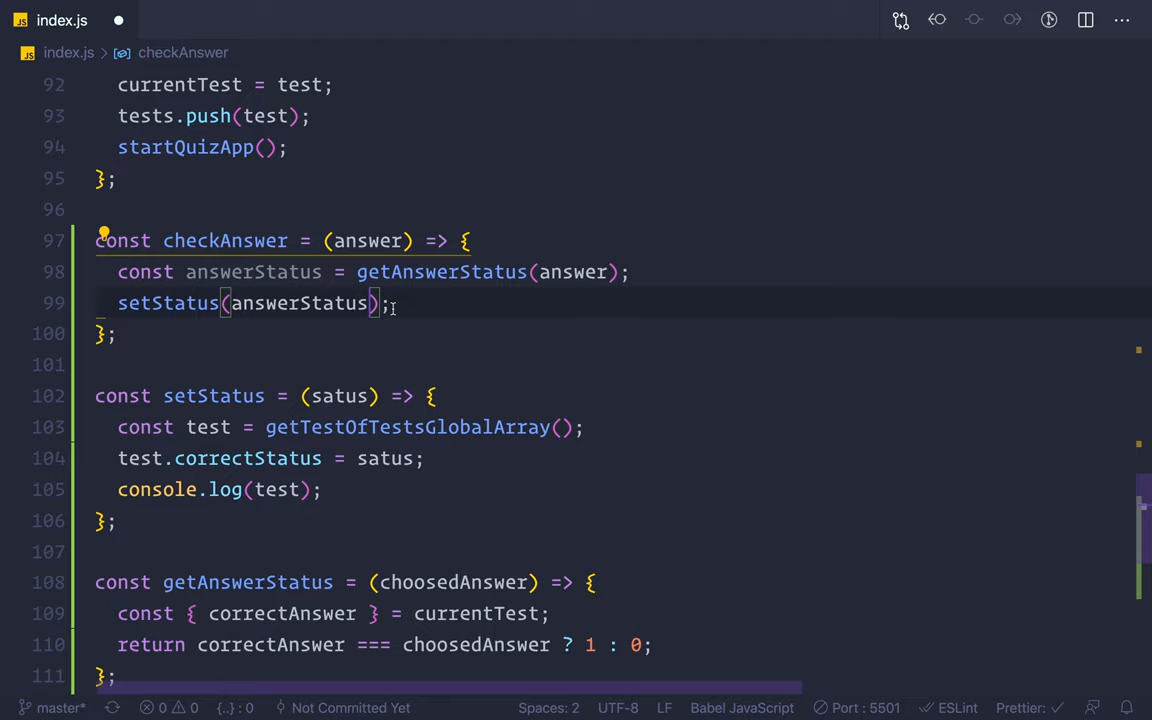 JS index.js
JS index.js > checkAnswer
92 currentTest = test;
93 tests.push(test);
94 startQuizApp();
95 };
96
97 const checkAnswer = (answer) => {
98 const answerStatus = getAnswerStatus(answer);
99 setStatus(answerStatus);
100 };
101
102 const setStatus = (satus) => {
103 const test = getTestOfTestsGlobalArray();
104 test.correctStatus = satus;
105 console.log(test);
106 };
107
108 const getAnswerStatus = (choosedAnswer) => {
109 const { correctAnswer } = currentTest;
110 return correctAnswer === choosedAnswer ? 1 : 0;
111 };
master* 0 0 {..} : 0 Not Committed Yet Spaces: 2 UTF-8 LF Babel JavaScript Port : 5501 ESLint Prettier: ✓